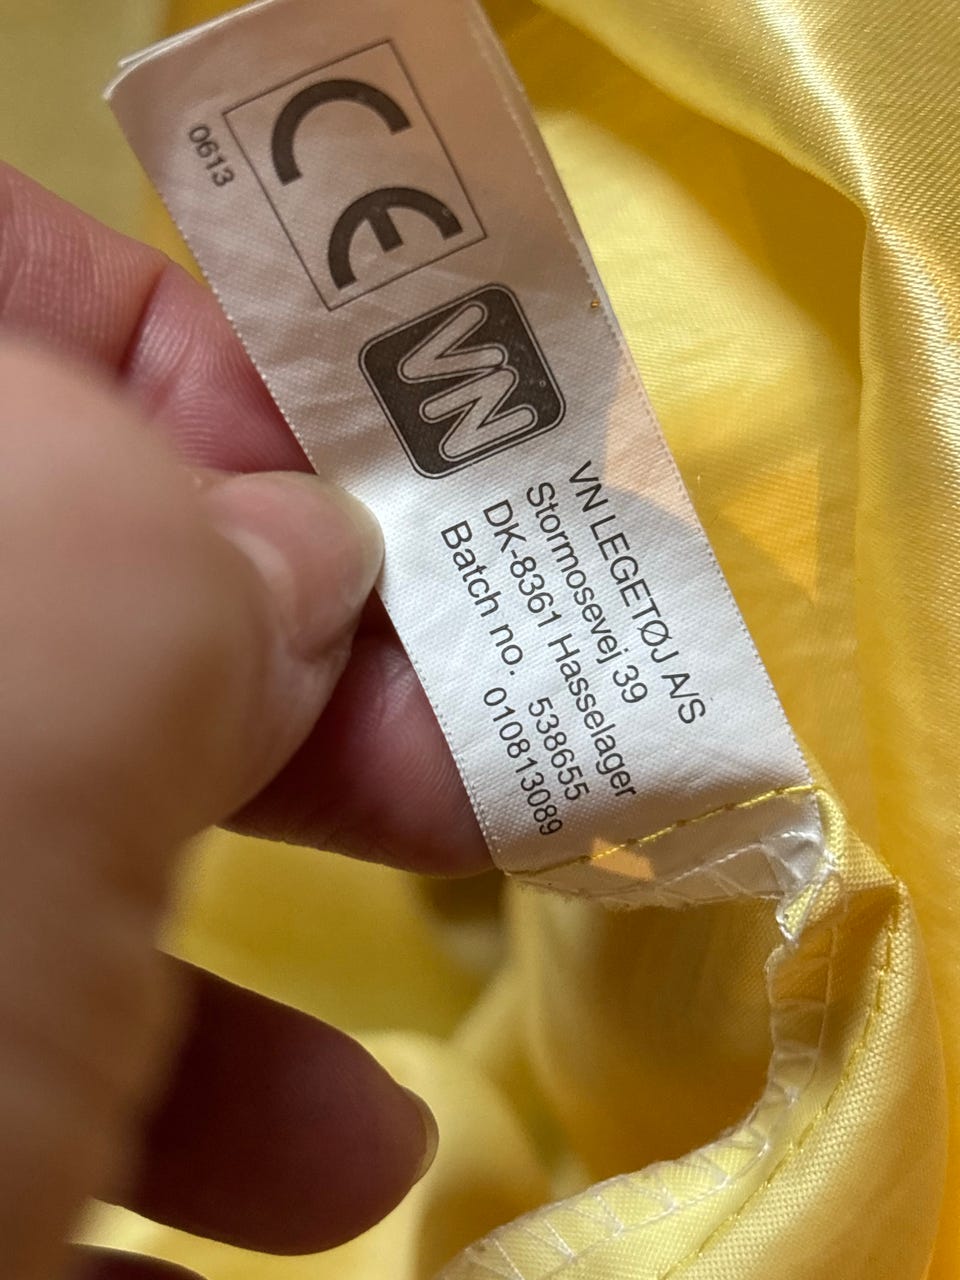 0613
CE
VN
VN LEGETØJ A/S
Stormosevej 39
DK-8361 Hasselager
Batch no. 538655
010813089